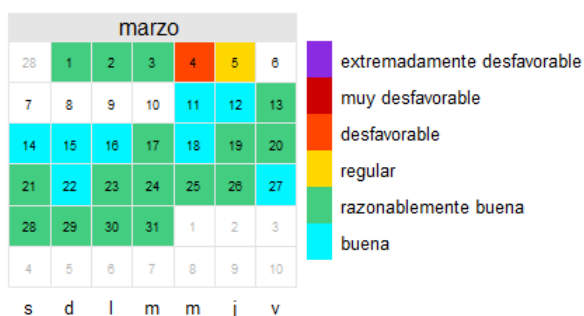 marzo
28 1 2 3 4 5 6
7 8 9 10 11 12 13
14 15 16 17 18 19 20
21 22 23 24 25 26 27
28 29 30 31 1 2 3
4 5 6 7 8 9 10
s d l m m j v
extremadamente desfavorable
muy desfavorable
desfavorable
regular
razonablemente buena
buena